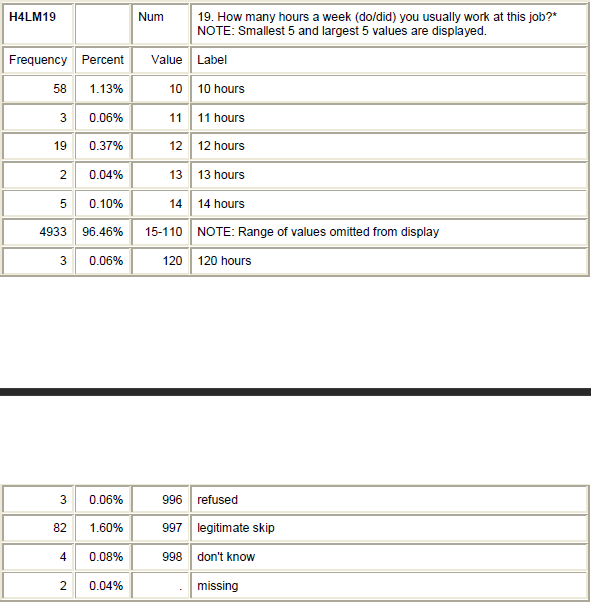 H4LM19 Num 19. How many hours a week (do/did) you usually work at this job?*
NOTE: Smallest 5 and largest 5 values are displayed.
Frequency Percent Value Label
58 1.13% 10 10 hours
3 0.06% 11 11 hours
19 0.37% 12 12 hours
2 0.04% 13 13 hours
5 0.10% 14 14 hours
4933 96.46% 15-110 NOTE: Range of values omitted from display
3 0.06% 120 120 hours
3 0.06% 996 refused
82 1.60% 997 legitimate skip
4 0.08% 998 don't know
2 0.04% . missing